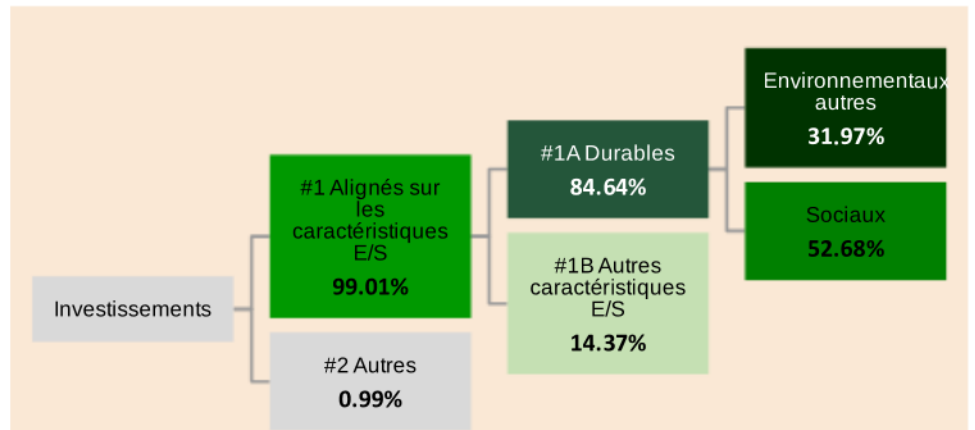 Investissements
#1 Alignés sur
les
caractéristiques
E/S
99.01%
#2 Autres
0.99%
#1A Durables
84.64%
#1B Autres
caractéristiques
E/S
14.37%
Environnementaux
autres
31.97%
Sociaux
52.68%